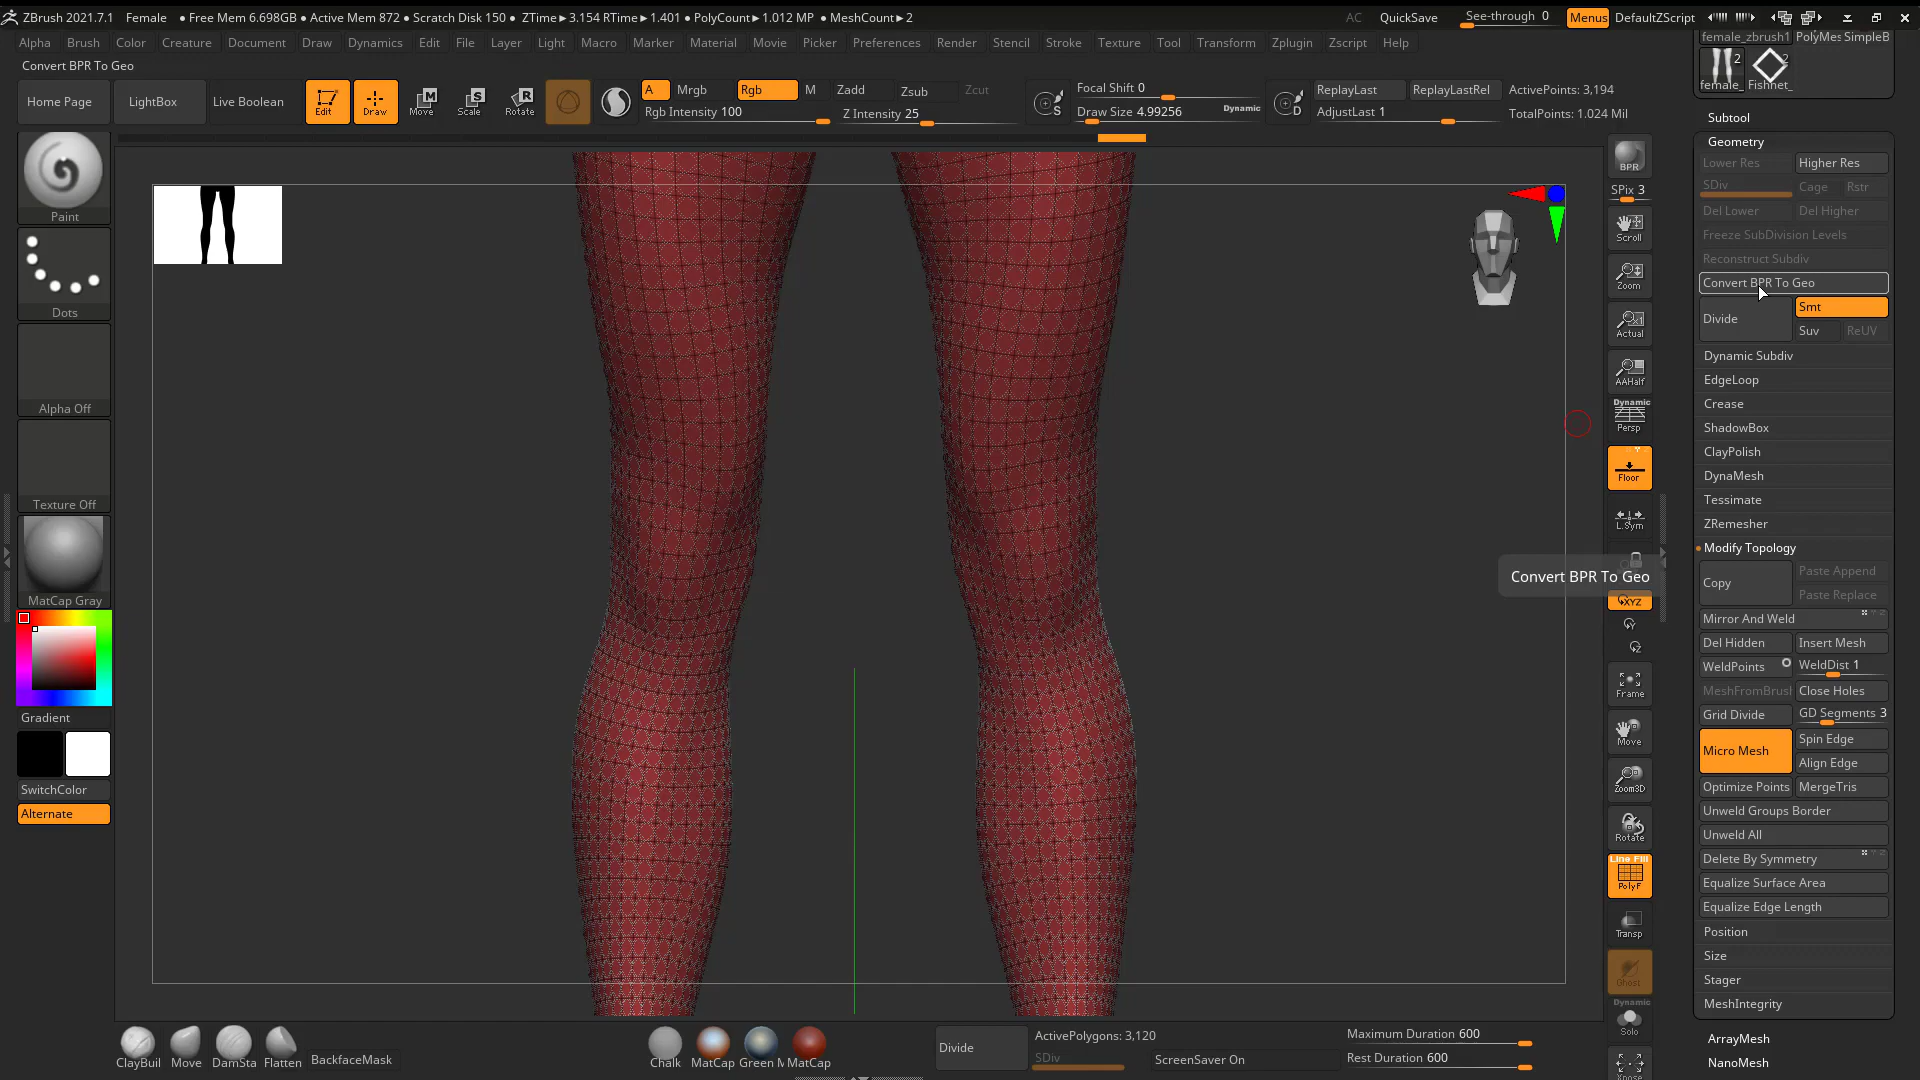 ZBrush 2021.7.1 Female ● Free Mem 6.698GB ● Active Mem 872 ● Scratch Disk 150 ● ZTime►3.154 RTime►1.401 ● PolyCount►1.012 MP ● MeshCount►2
AC QuickSave See-through 0 Menus DefaultZScript
Alpha Brush Color Creature Document Draw Dynamics Edit File Layer Light Macro Marker Material Movie Picker Preferences Render Stencil Stroke Texture Tool Transform Zplugin Zscript Help
Convert BPR To Geo
Home Page
LightBox
Live Boolean
Edit
Draw
Move
Scale
Rotate
A
Mrgb
Rgb
M
Zadd
Zsub
Zcut
Rgb Intensity 100
Z Intensity 25
S
Focal Shift 0
Draw Size 4.99256
Dynamic
D
ReplayLast
ReplayLastRel
AdjustLast 1
ActivePoints: 3,194
TotalPoints: 1.024 Mil
Paint
Dots
Alpha Off
Texture Off
MatCap Gray
Gradient
SwitchColor
Alternate
BPR
SPix 3
Scroll
Zoom
Actual
AAHalf
Dynamic
Persp
Floor
L.Sym
Convert BPR To Geo
XYZ
Y
Z
Frame
Move
Zoom3D
Rotate
Line Fill
PolyF
Transp
Ghost
Dynamic
Solo
Xpose
female_zbrush1 PolyMes SimpleB
2 2
female_ Fishnet_
Subtool
Geometry
Lower Res Higher Res
SDiv Cage Rstr
Del Lower Del Higher
Freeze SubDivision Levels
Reconstruct Subdiv
Convert BPR To Geo
Divide
Smt
Suv ReUV
Dynamic Subdiv
EdgeLoop
Crease
ShadowBox
ClayPolish
DynaMesh
Tessimate
ZRemesher
Modify Topology
Copy
Paste Append
Paste Replace
Mirror And Weld
Del Hidden Insert Mesh
WeldPoints WeldDist 1
MeshFromBrus Close Holes
Grid Divide GD Segments 3
Micro Mesh
Spin Edge
Align Edge
Optimize Points MergeTris
Unweld Groups Border
Unweld All
Delete By Symmetry
Equalize Surface Area
Equalize Edge Length
Position
Size
Stager
MeshIntegrity
ArrayMesh
NanoMesh
ClayBuil Move DamSta Flatten BackfaceMask
Chalk MatCap Green M MatCap
Divide
ActivePolygons: 3,120
SDiv
ScreenSaver On
Maximum Duration 600
Rest Duration 600